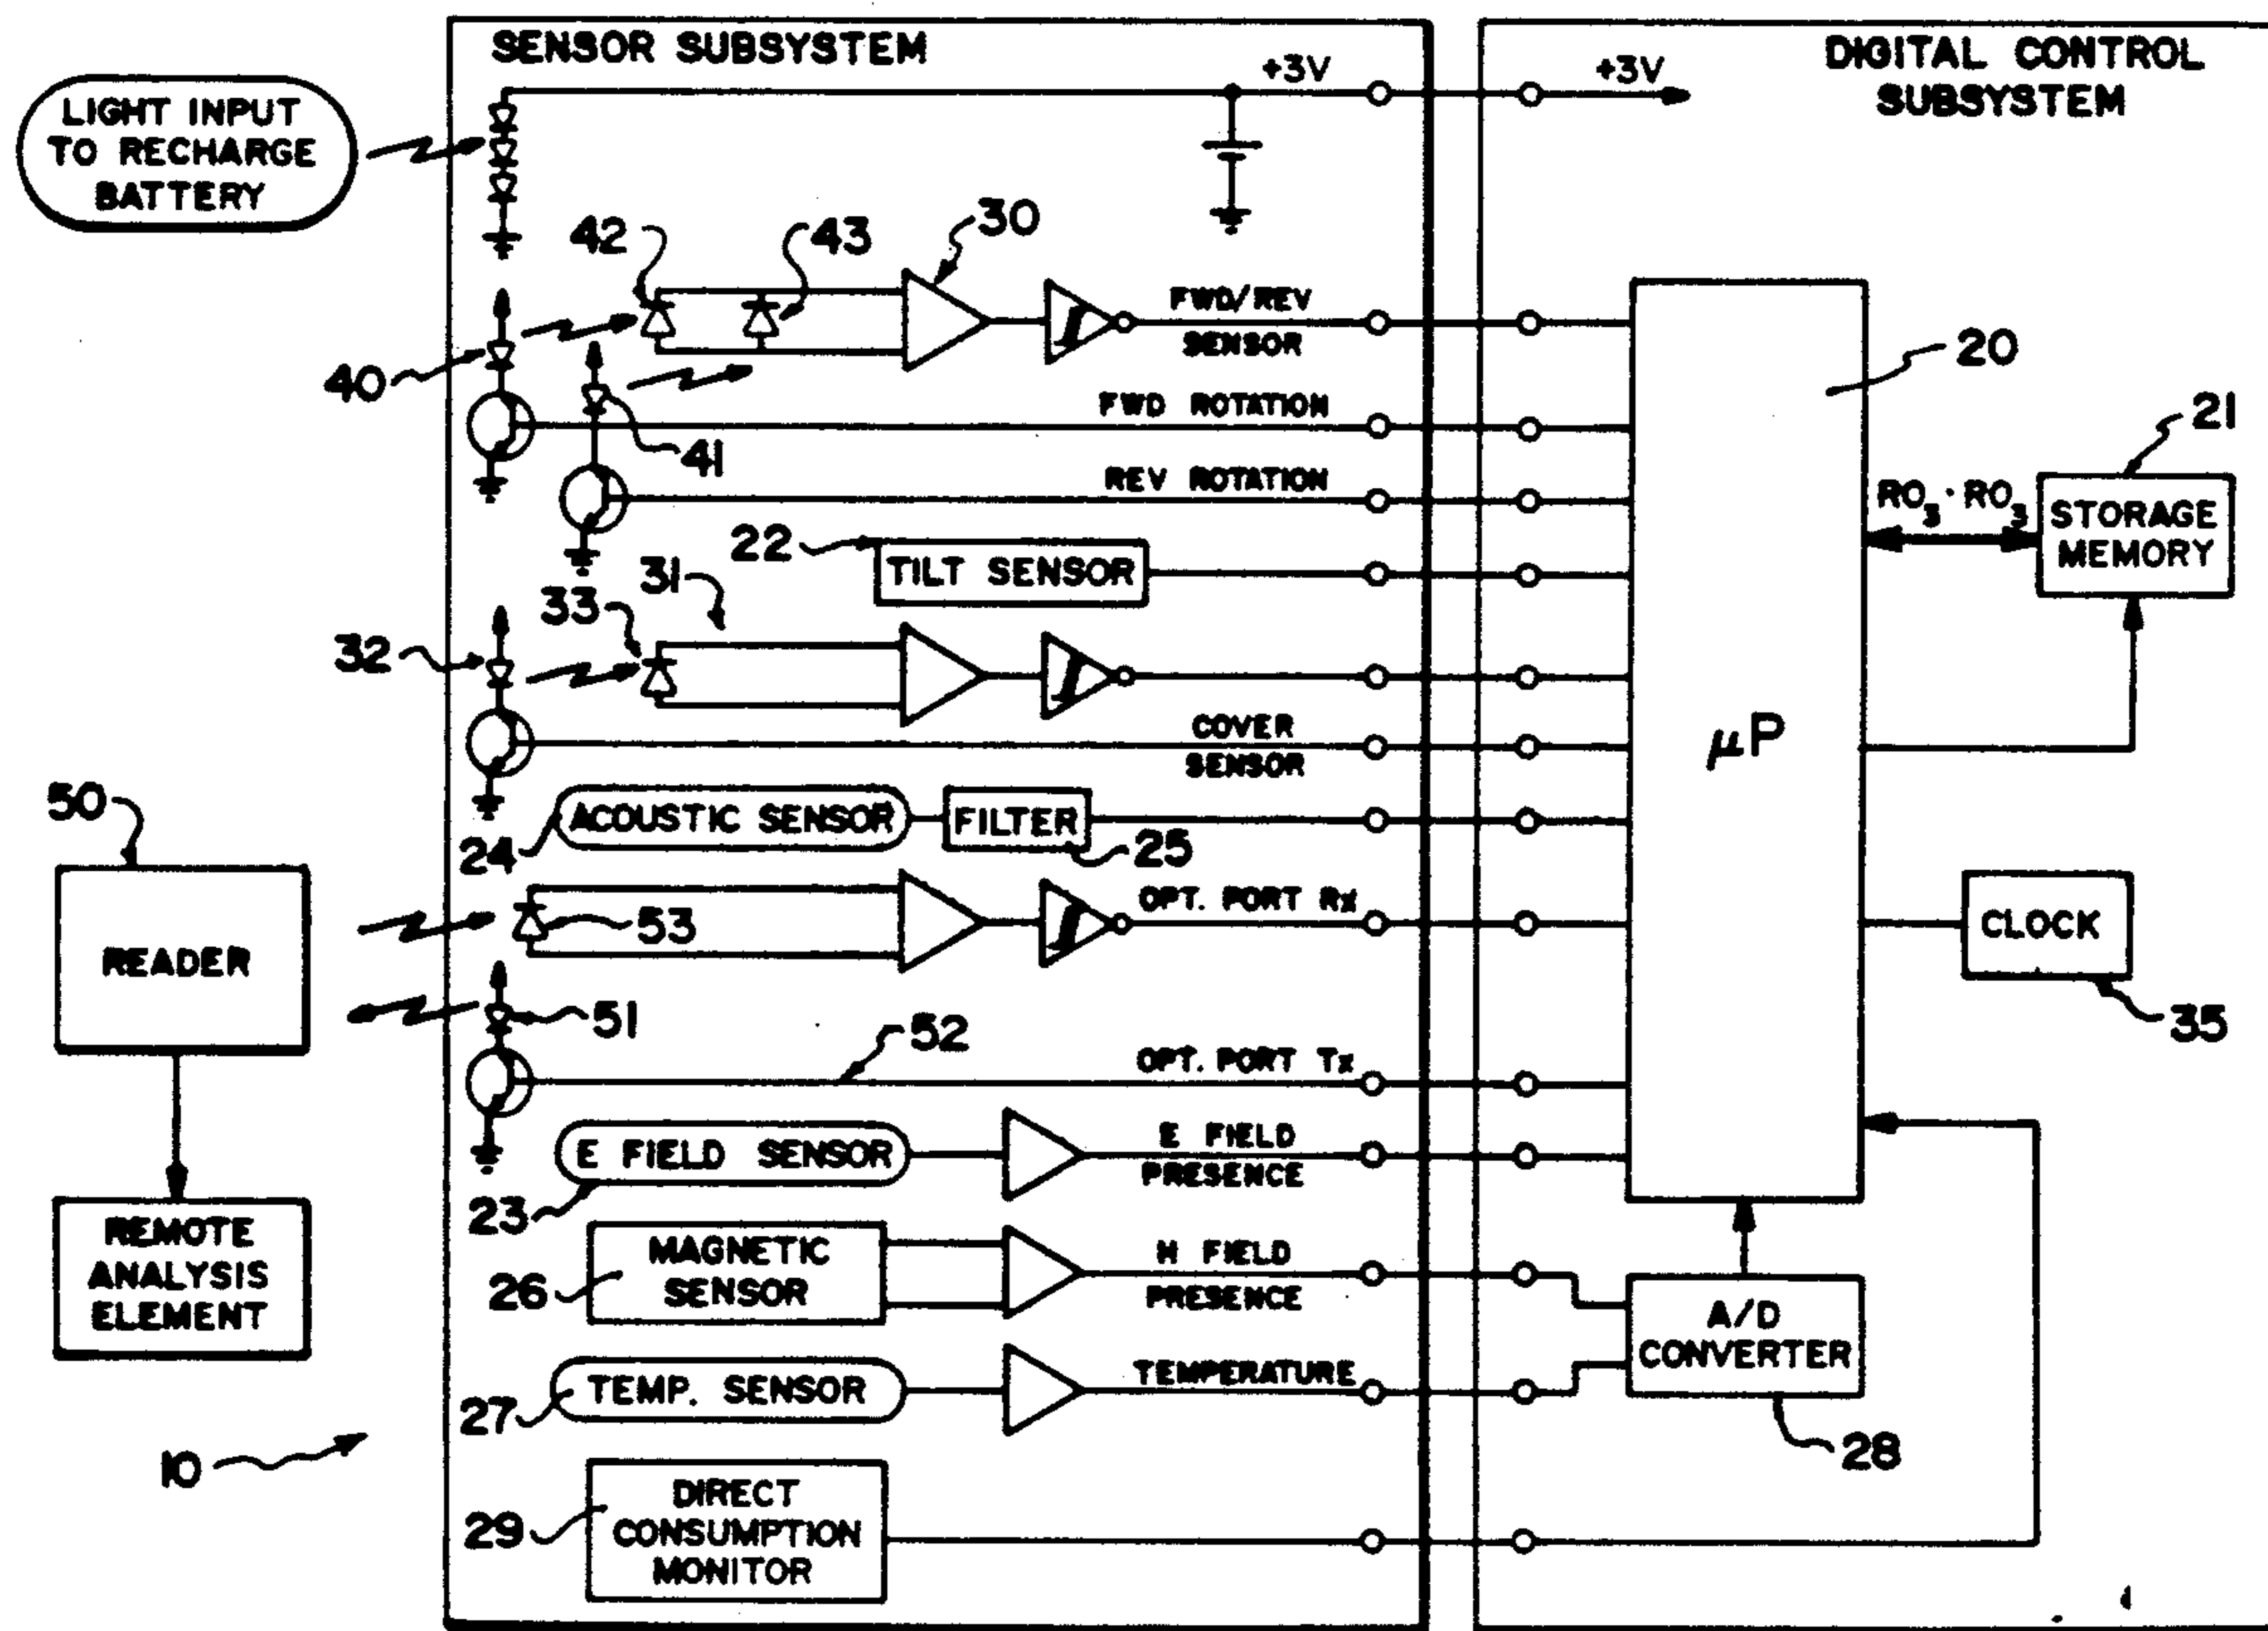 SENSOR SUBSYSTEM
DIGITAL CONTROL
SUBSYSTEM
+3V
+3V
LIGHT INPUT
TO RECHARGE
BATTERY
42
43
30
FWD/REV
SENSOR
20
40
FWD ROTATION
21
41
REV ROTATION
RO3 · RO3
STORAGE
MEMORY
22
TILT SENSOR
31
33
32
μP
COVER
SENSOR
50
ACOUSTIC SENSOR
FILTER
24
25
OPT. PORT Rx
READER
53
CLOCK
51
35
52
OPT. PORT Tx
E FIELD SENSOR
E FIELD
PRESENCE
23
REMOTE
ANALYSIS
ELEMENT
MAGNETIC
SENSOR
26
H FIELD
PRESENCE
A/D
CONVERTER
TEMP. SENSOR
TEMPERATURE
27
28
10
DIRECT
CONSUMPTION
MONITOR
29